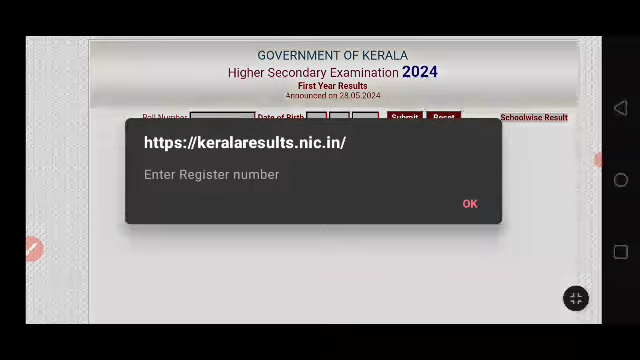 GOVERNMENT OF KERALA
Higher Secondary Examination 2024
First Year Results
Announced on 28.05.2024
Roll Number Date of Birth Submit Reset Schoolwise Result
https://keralaresults.nic.in/
Enter Register number
OK